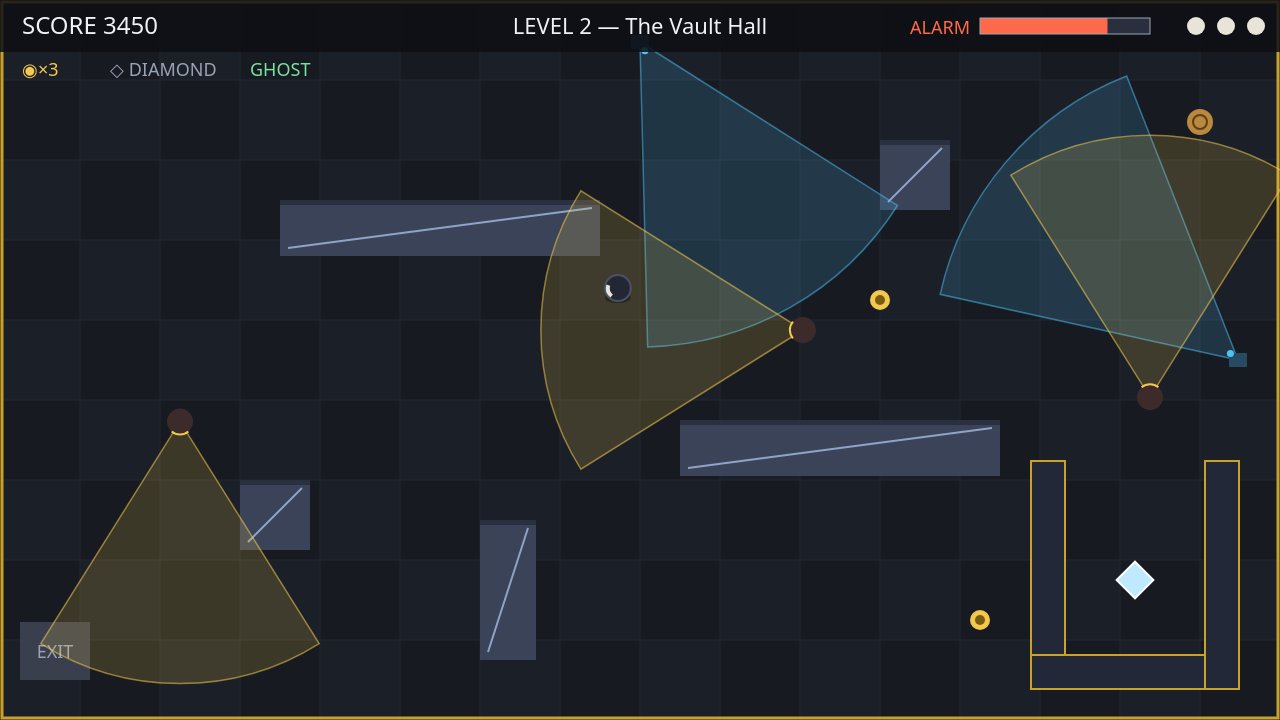 SCORE 3450
LEVEL 2 — The Vault Hall
ALARM
◉×3
◇ DIAMOND
GHOST
EXIT